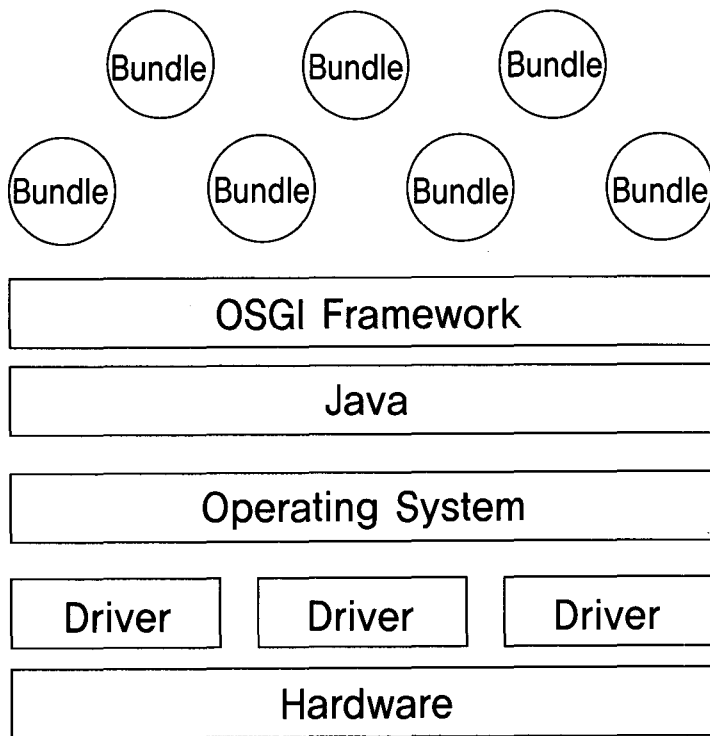 Bundle Bundle Bundle
Bundle Bundle Bundle Bundle
OSGI Framework
Java
Operating System
Driver Driver Driver
Hardware